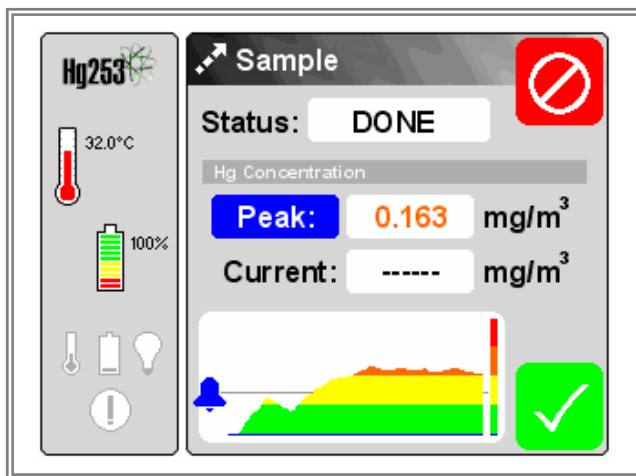 Hg253
32.0°C
100%
Sample
Status: DONE
Hg Concentration
Peak: 0.163 mg/m³
Current: ------ mg/m³